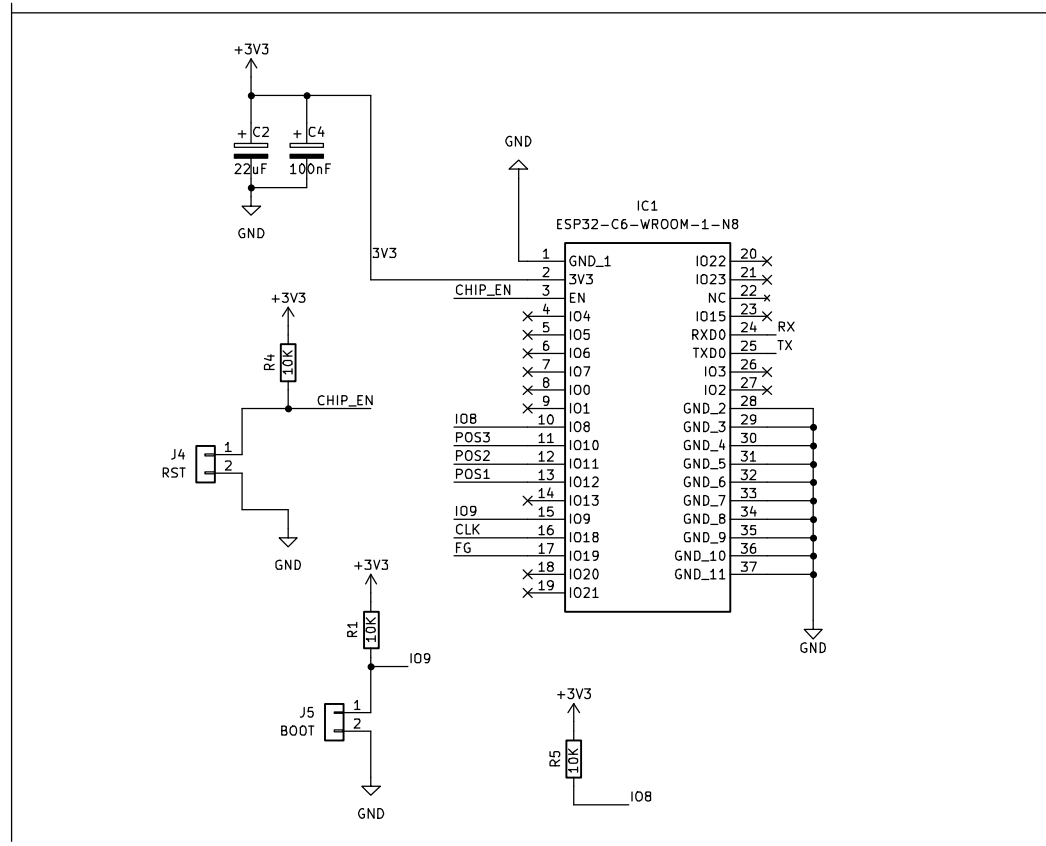 +3V3
C2
C4
22uF
100nF
GND
3V3
GND
IC1
ESP32-C6-WROOM-1-N8
1 GND_1
2 3V3
CHIP_EN 3 EN
4 IO4
5 IO5
6 IO6
7 IO7
8 IO0
9 IO1
IO8 10 IO8
POS3 11 IO10
POS2 12 IO11
POS1 13 IO12
14 IO13
IO9 15 IO9
CLK 16 IO18
FG 17 IO19
18 IO20
19 IO21
IO22 20
IO23 21
NC 22
IO15 23
RXD0 24 RX
TXD0 25 TX
IO3 26
IO2 27
GND_2 28
GND_3 29
GND_4 30
GND_5 31
GND_6 32
GND_7 33
GND_8 34
GND_9 35
GND_10 36
GND_11 37
GND
+3V3
R4
10K
CHIP_EN
J4
RST
1
2
GND
+3V3
R1
10K
IO9
J5
BOOT
1
2
GND
+3V3
R5
10K
IO8